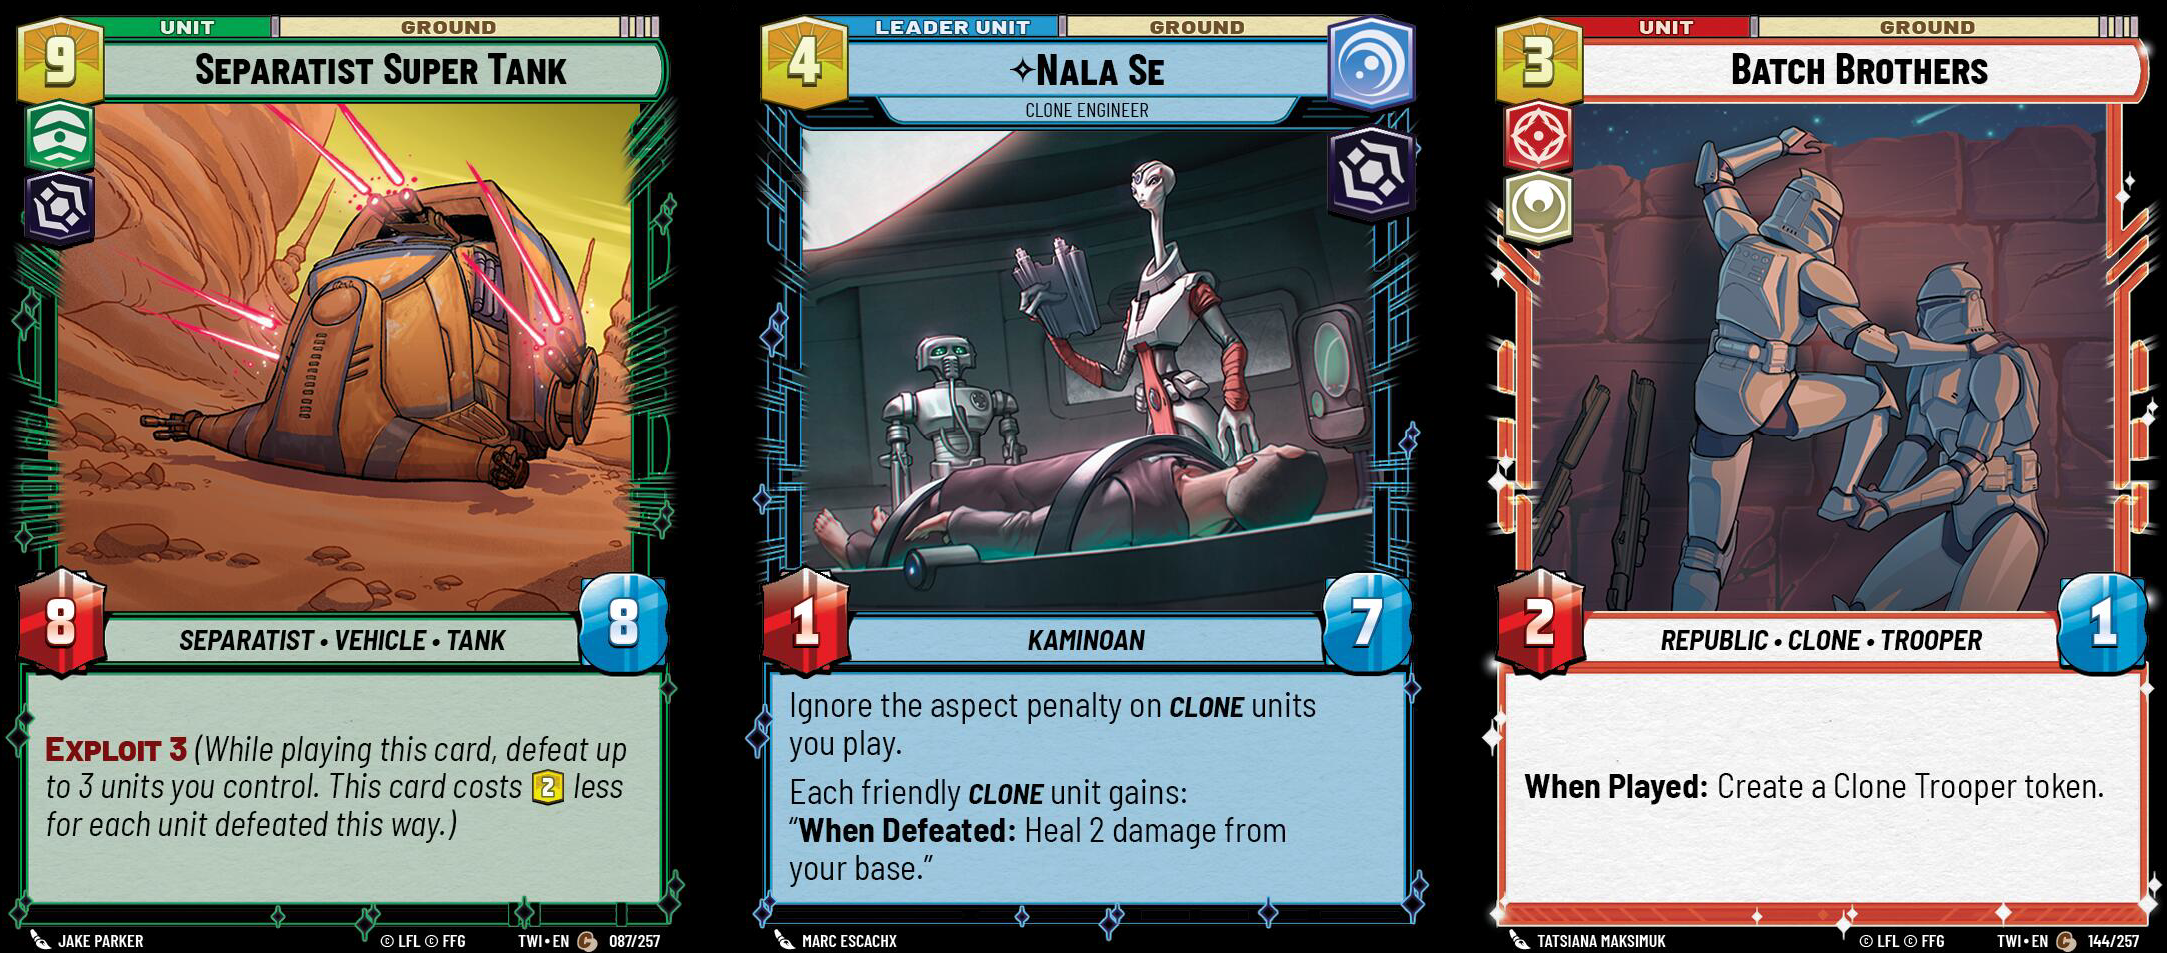 UNIT GROUND
9 SEPARATIST SUPER TANK
8 SEPARATIST • VEHICLE • TANK 8
EXPLOIT 3 (While playing this card, defeat up
to 3 units you control. This card costs 2 less
for each unit defeated this way.)
JAKE PARKER © LFL © FFG TWI • EN C 087/257
LEADER UNIT GROUND
4 NALA SE
CLONE ENGINEER
1 KAMINOAN 7
Ignore the aspect penalty on CLONE units
you play.
Each friendly CLONE unit gains:
“When Defeated: Heal 2 damage from
your base.”
MARC ESCACHX
UNIT GROUND
3 BATCH BROTHERS
2 REPUBLIC • CLONE • TROOPER 1
When Played: Create a Clone Trooper token.
TATSIANA MAKSIMUK © LFL © FFG TWI • EN C 144/257